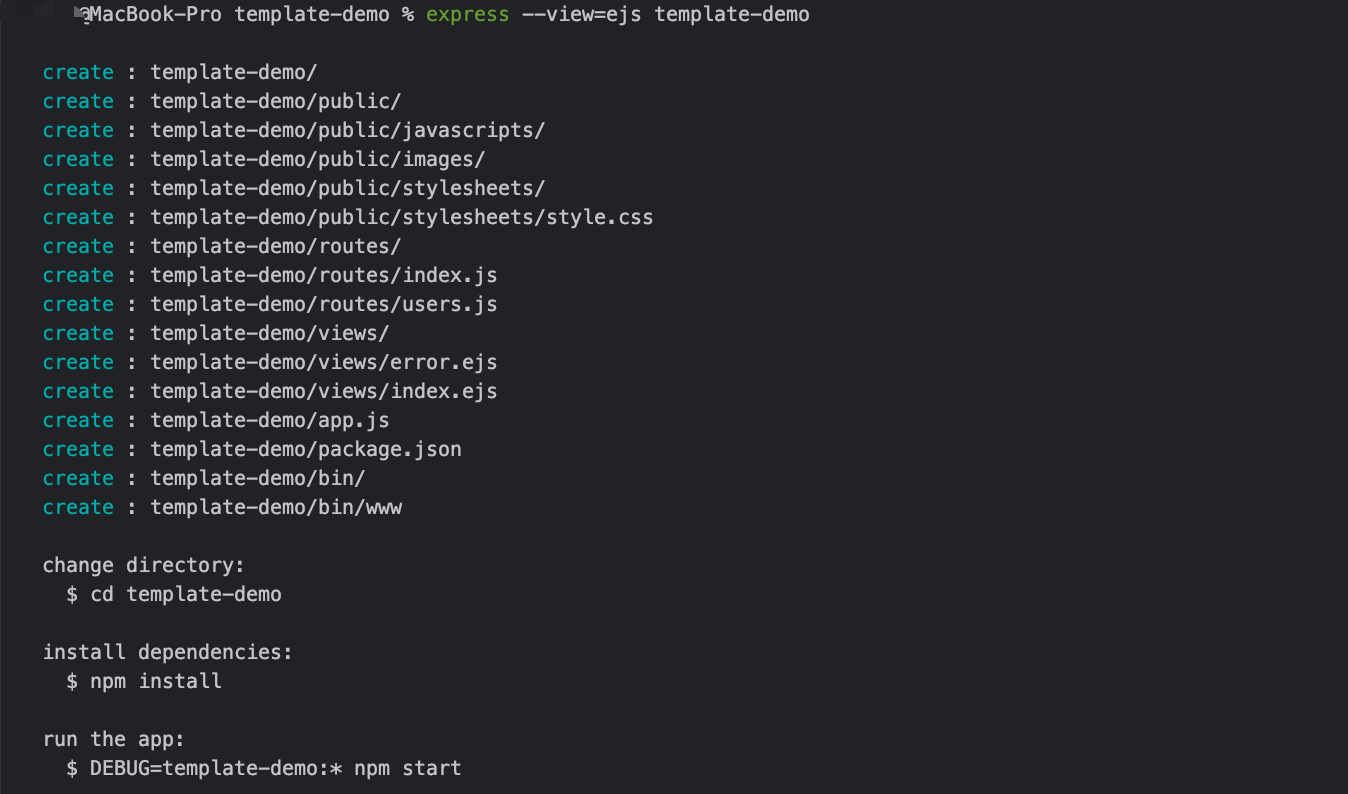 @MacBook-Pro template-demo % express --view=ejs template-demo
create : template-demo/
create : template-demo/public/
create : template-demo/public/javascripts/
create : template-demo/public/images/
create : template-demo/public/stylesheets/
create : template-demo/public/stylesheets/style.css
create : template-demo/routes/
create : template-demo/routes/index.js
create : template-demo/routes/users.js
create : template-demo/views/
create : template-demo/views/error.ejs
create : template-demo/views/index.ejs
create : template-demo/app.js
create : template-demo/package.json
create : template-demo/bin/
create : template-demo/bin/www
change directory:
$ cd template-demo
install dependencies:
$ npm install
run the app:
$ DEBUG=template-demo:* npm start